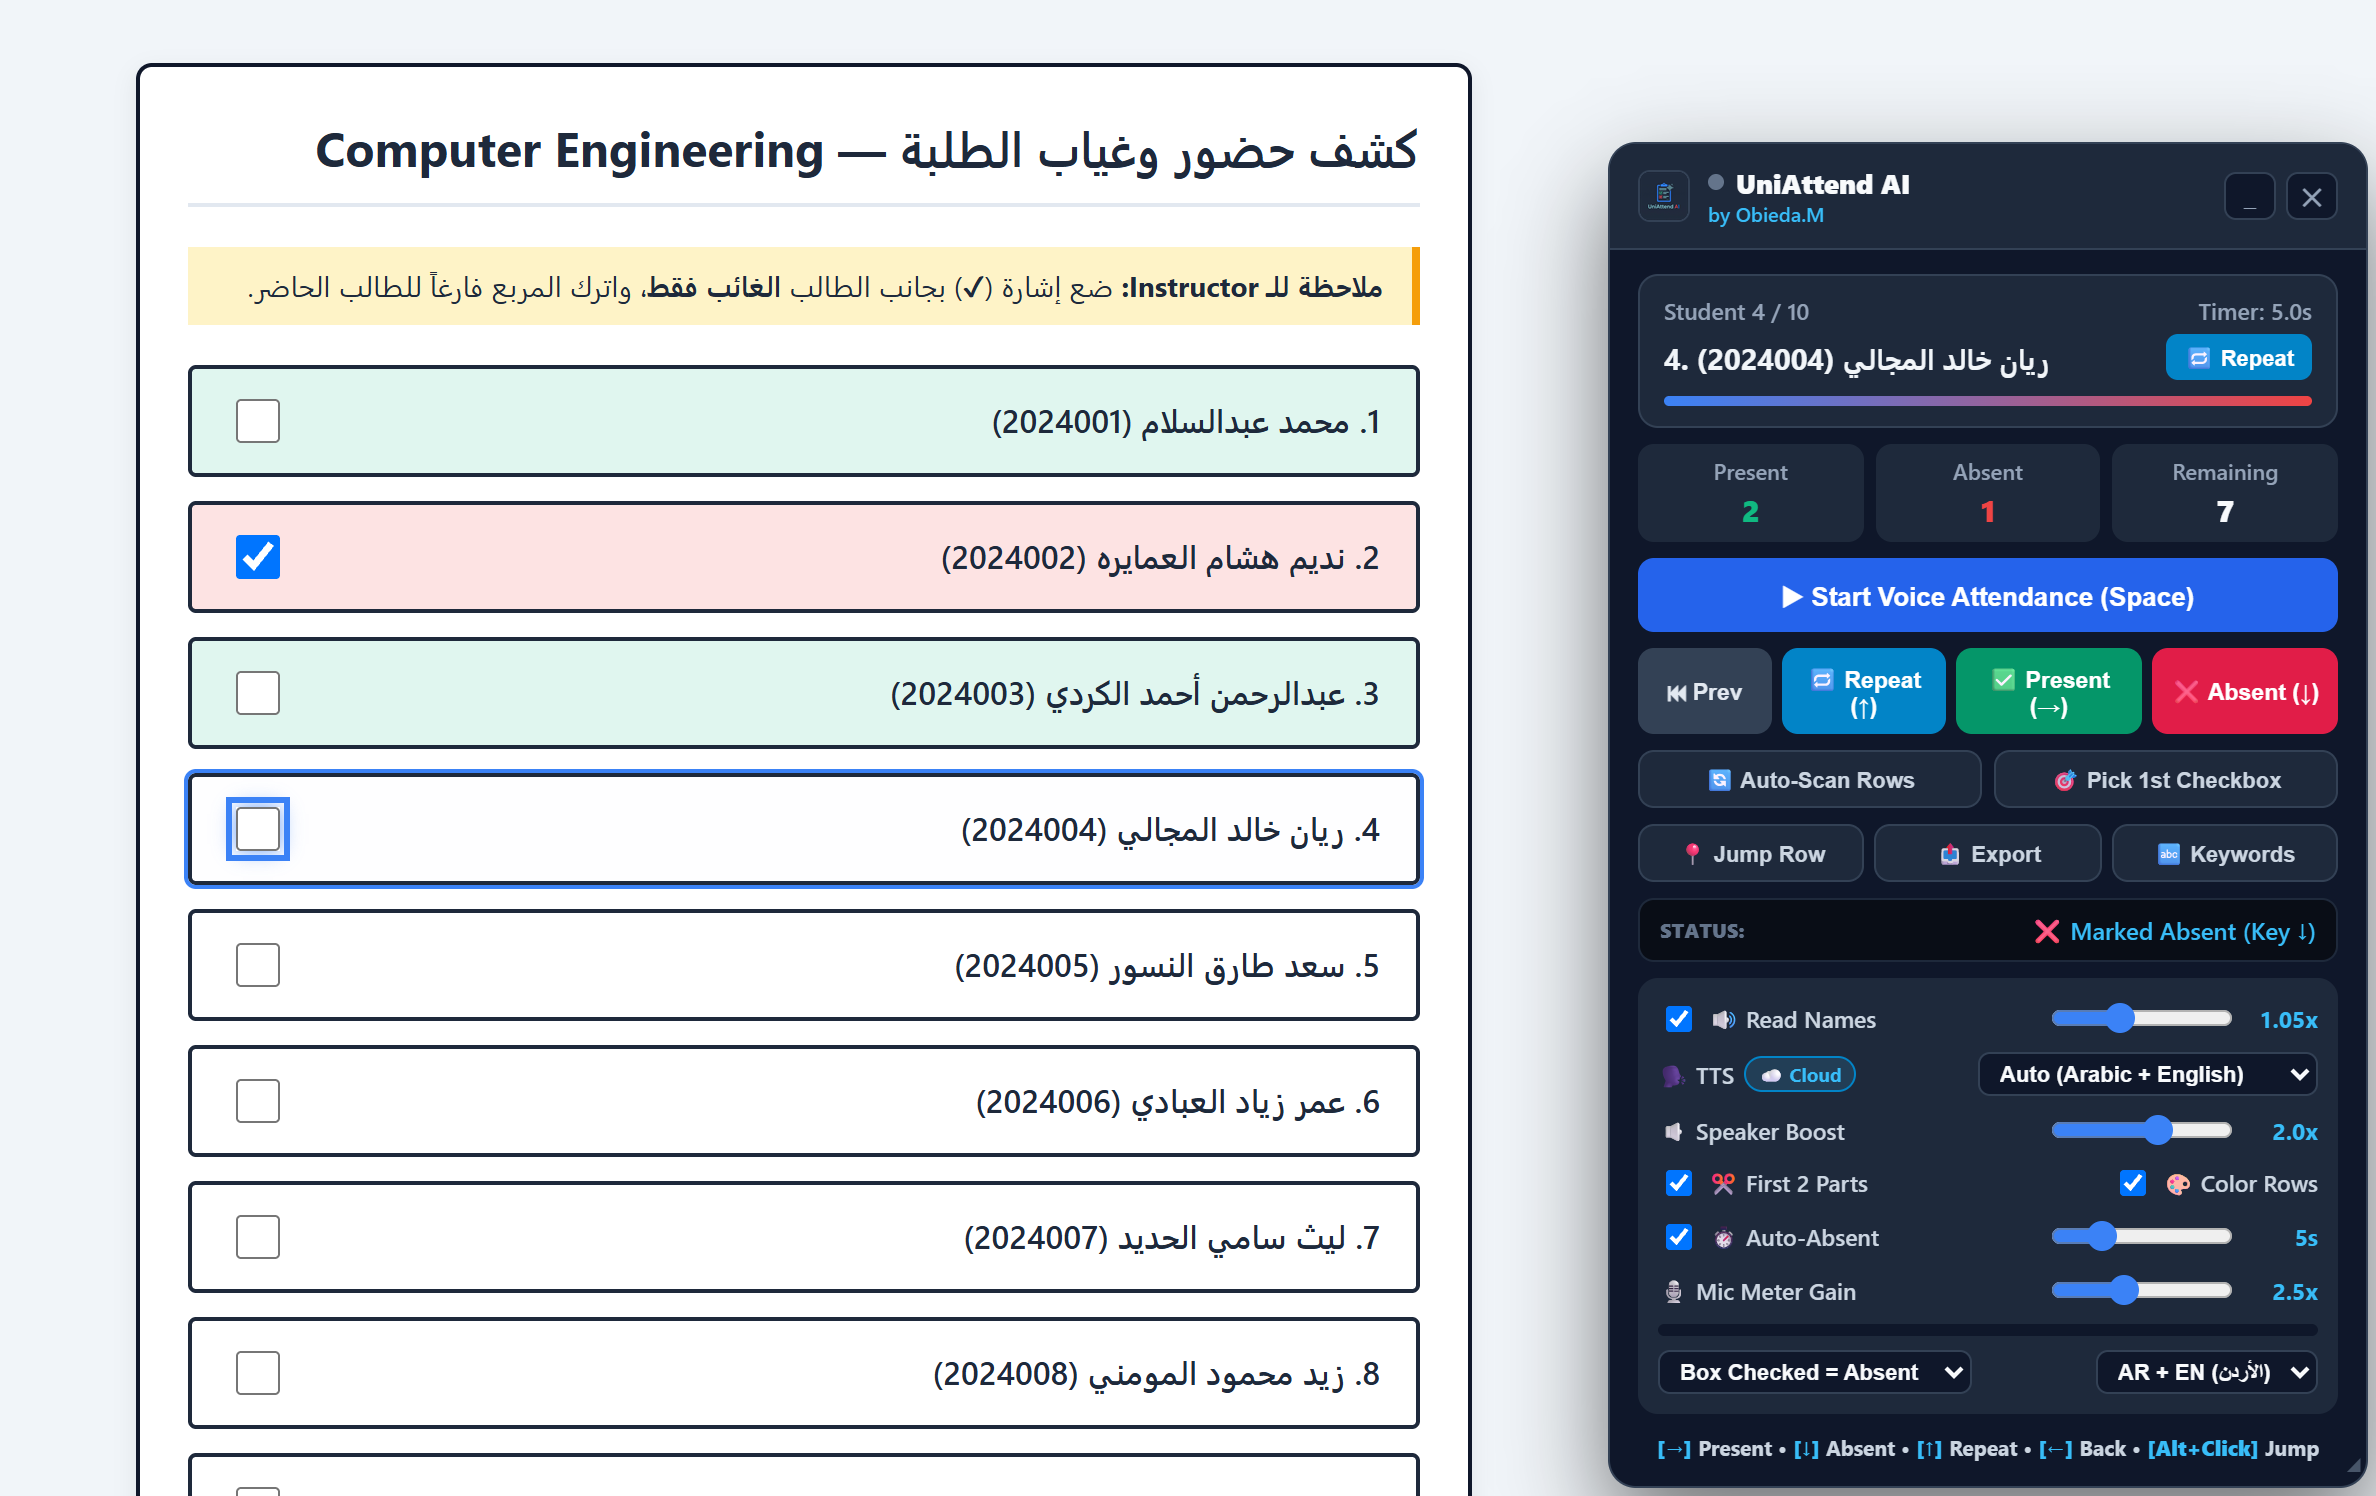 كشف حضور وغياب الطلبة — Computer Engineering
ملاحظة للـ Instructor: ضع إشارة (✓) بجانب الطالب الغائب فقط، واترك المربع فارغاً للطالب الحاضر.
1. محمد عبدالسلام (2024001)
2. نديم هشام العمايره (2024002)
3. عبدالرحمن أحمد الكردي (2024003)
4. ريان خالد المجالي (2024004)
5. سعد طارق النسور (2024005)
6. عمر زياد العبادي (2024006)
7. ليث سامي الحديد (2024007)
8. زيد محمود المومني (2024008)
UniAttend AI
by Obieda.M
Student 4 / 10 Timer: 5.0s
4. ريان خالد المجالي (2024004) Repeat
Present Absent Remaining
2 1 7
▶ Start Voice Attendance (Space)
⏮ Prev Repeat (↑) Present (→) Absent (↓)
Auto-Scan Rows Pick 1st Checkbox
Jump Row Export Keywords
STATUS: ❌ Marked Absent (Key ↓)
Read Names 1.05x
TTS Cloud Auto (Arabic + English)
Speaker Boost 2.0x
First 2 Parts Color Rows
Auto-Absent 5s
Mic Meter Gain 2.5x
Box Checked = Absent AR + EN (الأردن)
[→] Present • [↓] Absent • [↑] Repeat • [←] Back • [Alt+Click] Jump